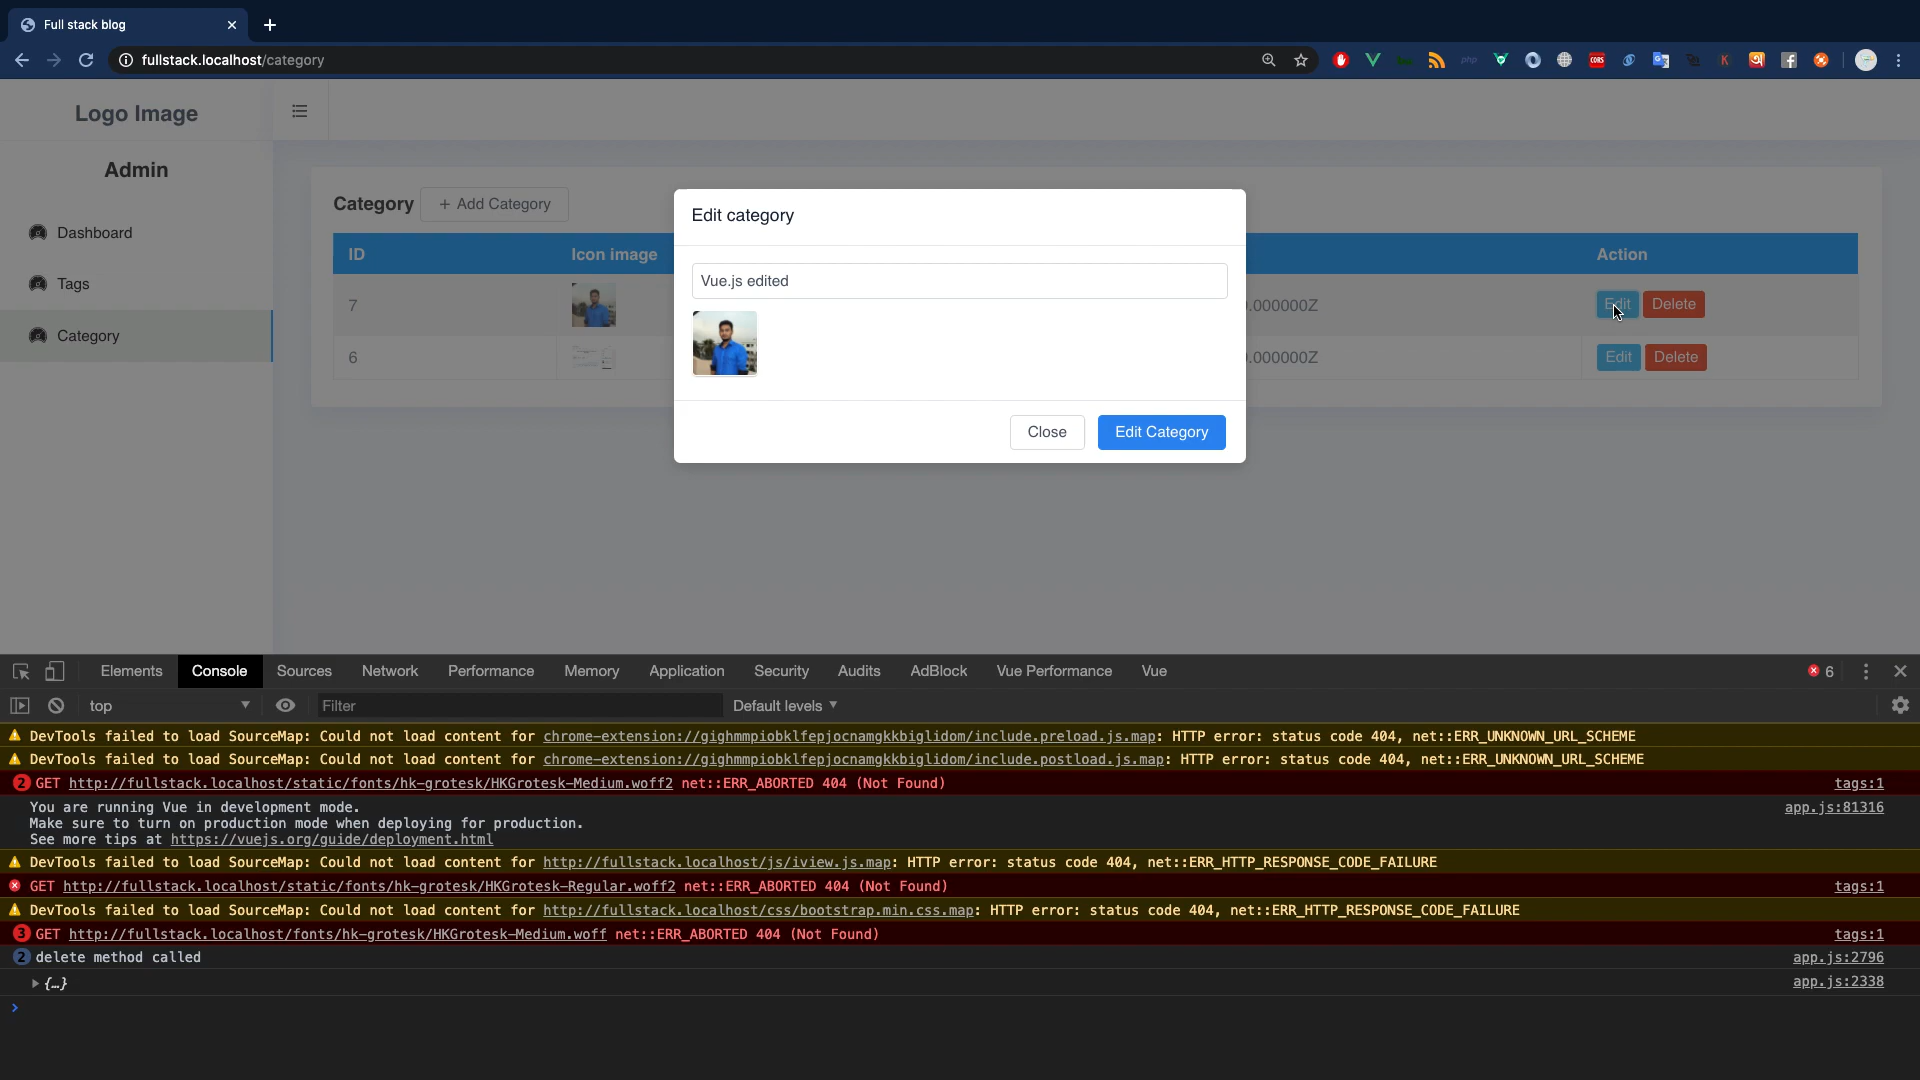 Full stack blog
fullstack.localhost/category
php
CORS
K
Logo Image
Admin
Dashboard
Tags
Category
Category + Add Category
ID Icon image Action
7 .000000Z Edit Delete
6 .000000Z Edit Delete
Edit category
Vue.js edited
Close Edit Category
Elements Console Sources Network Performance Memory Application Security Audits AdBlock Vue Performance Vue 6
top Filter Default levels
DevTools failed to load SourceMap: Could not load content for chrome-extension://gighmmpiobklfepjocnamgkkbiglidom/include.preload.js.map: HTTP error: status code 404, net::ERR_UNKNOWN_URL_SCHEME
DevTools failed to load SourceMap: Could not load content for chrome-extension://gighmmpiobklfepjocnamgkkbiglidom/include.postload.js.map: HTTP error: status code 404, net::ERR_UNKNOWN_URL_SCHEME
2 GET http://fullstack.localhost/static/fonts/hk-grotesk/HKGrotesk-Medium.woff2 net::ERR_ABORTED 404 (Not Found) tags:1
You are running Vue in development mode. app.js:81316
Make sure to turn on production mode when deploying for production.
See more tips at https://vuejs.org/guide/deployment.html
DevTools failed to load SourceMap: Could not load content for http://fullstack.localhost/js/iview.js.map: HTTP error: status code 404, net::ERR_HTTP_RESPONSE_CODE_FAILURE
GET http://fullstack.localhost/static/fonts/hk-grotesk/HKGrotesk-Regular.woff2 net::ERR_ABORTED 404 (Not Found) tags:1
DevTools failed to load SourceMap: Could not load content for http://fullstack.localhost/css/bootstrap.min.css.map: HTTP error: status code 404, net::ERR_HTTP_RESPONSE_CODE_FAILURE
3 GET http://fullstack.localhost/fonts/hk-grotesk/HKGrotesk-Medium.woff net::ERR_ABORTED 404 (Not Found) tags:1
2 delete method called app.js:2796
{…} app.js:2338